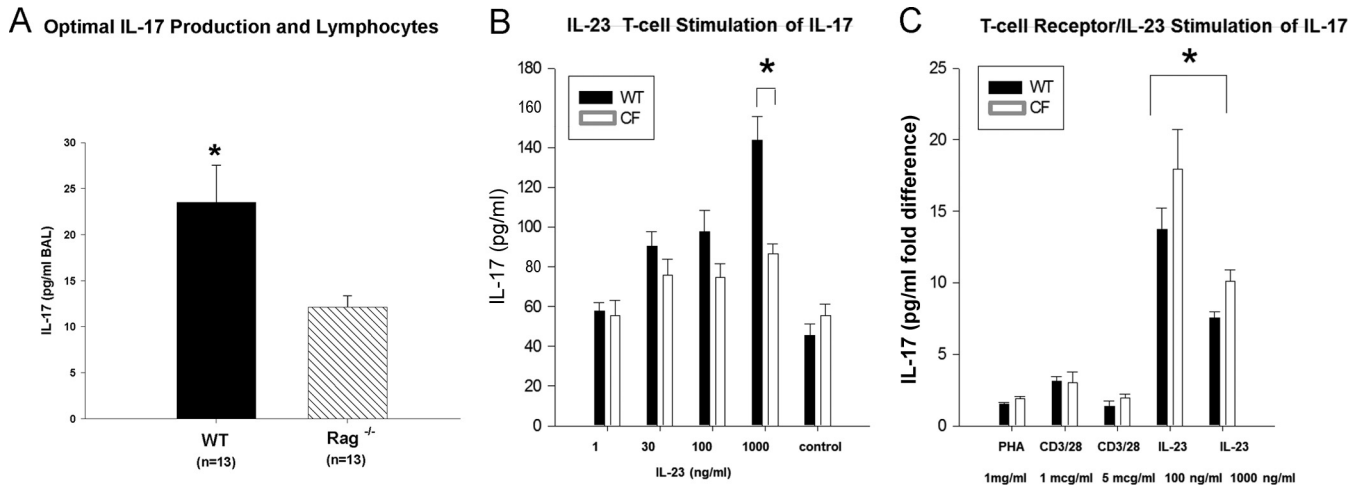 A Optimal IL-17 Production and Lymphocytes
IL-17 (pg/ml BAL)
30
25
20
15
10
5
0
*
WT
(n=13)
Rag -/-
(n=13)
B IL-23 T-cell Stimulation of IL-17
IL-17 (pg/ml)
180
160
140
120
100
80
60
40
20
0
WT
CF
*
1 30 100 1000 control
IL-23 (ng/ml)
C T-cell Receptor/IL-23 Stimulation of IL-17
IL-17 (pg/ml fold difference)
25
20
15
10
5
0
WT
CF
*
PHA CD3/28 CD3/28 IL-23 IL-23
1mg/ml 1 mcg/ml 5 mcg/ml 100 ng/ml 1000 ng/ml